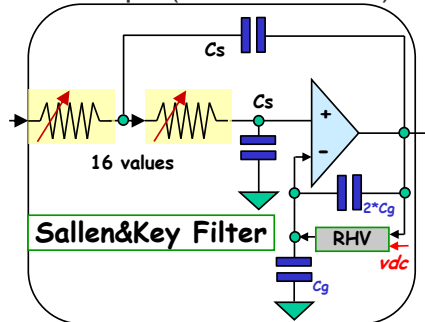 Cs
Cs
+
-
16 values
2*Cg
Sallen&Key Filter
RHV
vdc
Cg